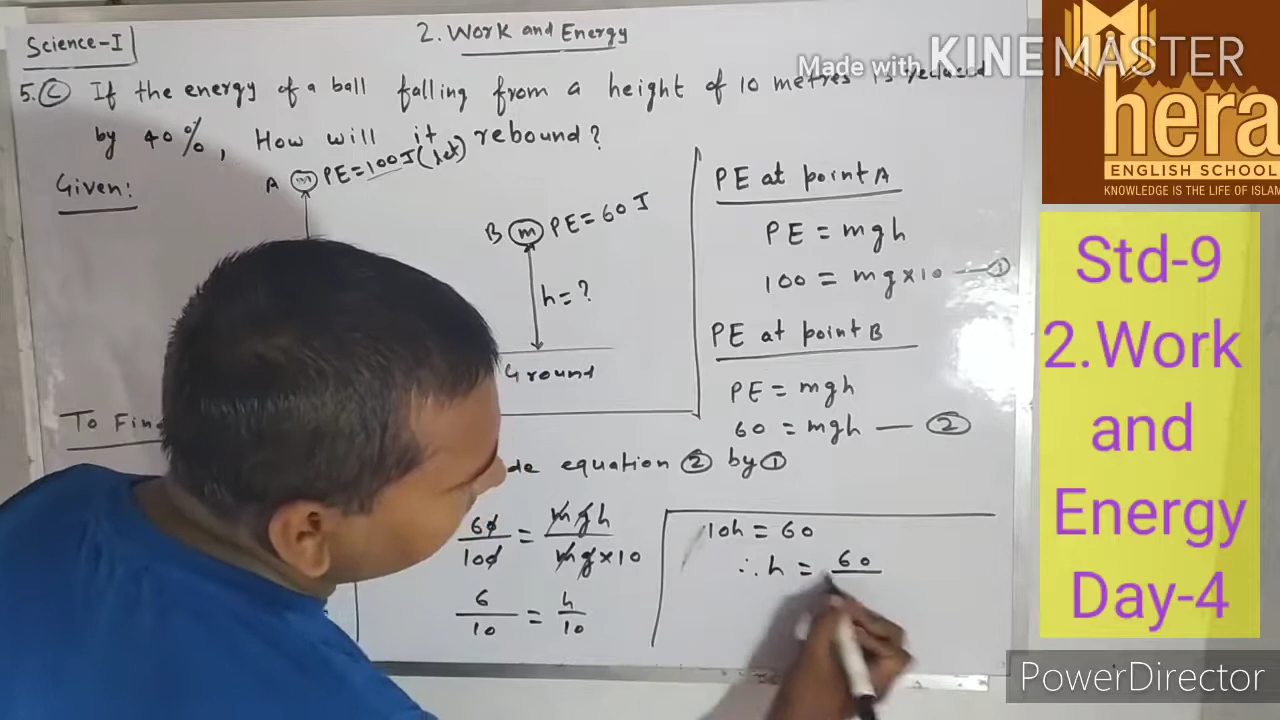 Science-I
2. Work and Energy
5. C If the energy of a ball falling from a height of 10 metres is reduced
by 40%, How will it rebound?
Given:
A m PE = 100 J (let)
B m PE = 60 J
h = ?
Ground
To Find
PE at point A
PE = mgh
100 = mg×10 — 1
PE at point B
PE = mgh
60 = mgh — 2
equation 2 by 1
60/100 = mgh/mg×10
6/10 = h/10
10h = 60
∴ h = 60
Made with KINEMASTER
hera
ENGLISH SCHOOL
KNOWLEDGE IS THE LIFE OF ISLAM
Std-9
2.Work
and
Energy
Day-4
PowerDirector